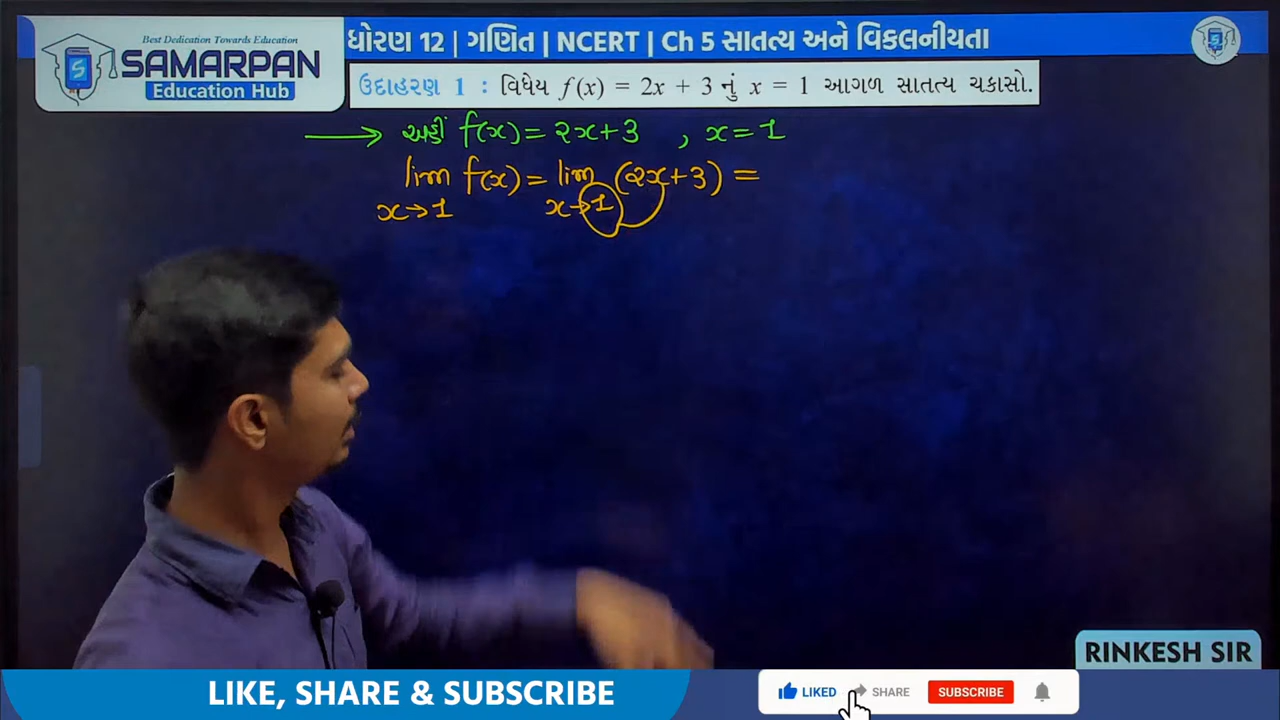 Best Dedication Towards Education
SAMARPAN
Education Hub
ધોરણ 12 | ગણિત | NCERT | Ch 5 સાતત્ય અને વિકલનીયતા
ઉદાહરણ 1 : વિધેય f(x) = 2x + 3 નું x = 1 આગળ સાતત્ય ચકાસો.
→ અહીં f(x) = 2x+3 , x = 1
lim f(x) = lim (2x+3) =
x→1 x→1
RINKESH SIR
LIKE, SHARE & SUBSCRIBE
LIKED SHARE SUBSCRIBE